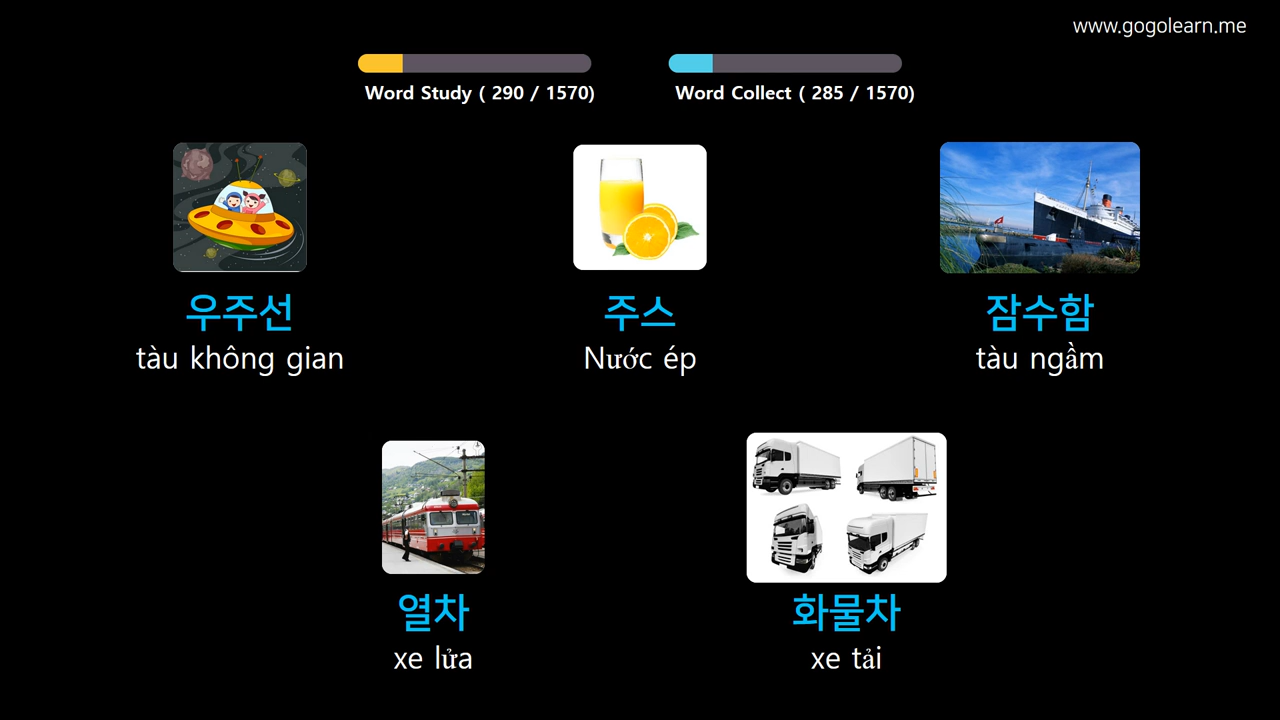 www.gogolearn.me
Word Study ( 290 / 1570)
Word Collect ( 285 / 1570)
우주선
tàu không gian
주스
Nước ép
잠수함
tàu ngầm
열차
xe lửa
화물차
xe tải